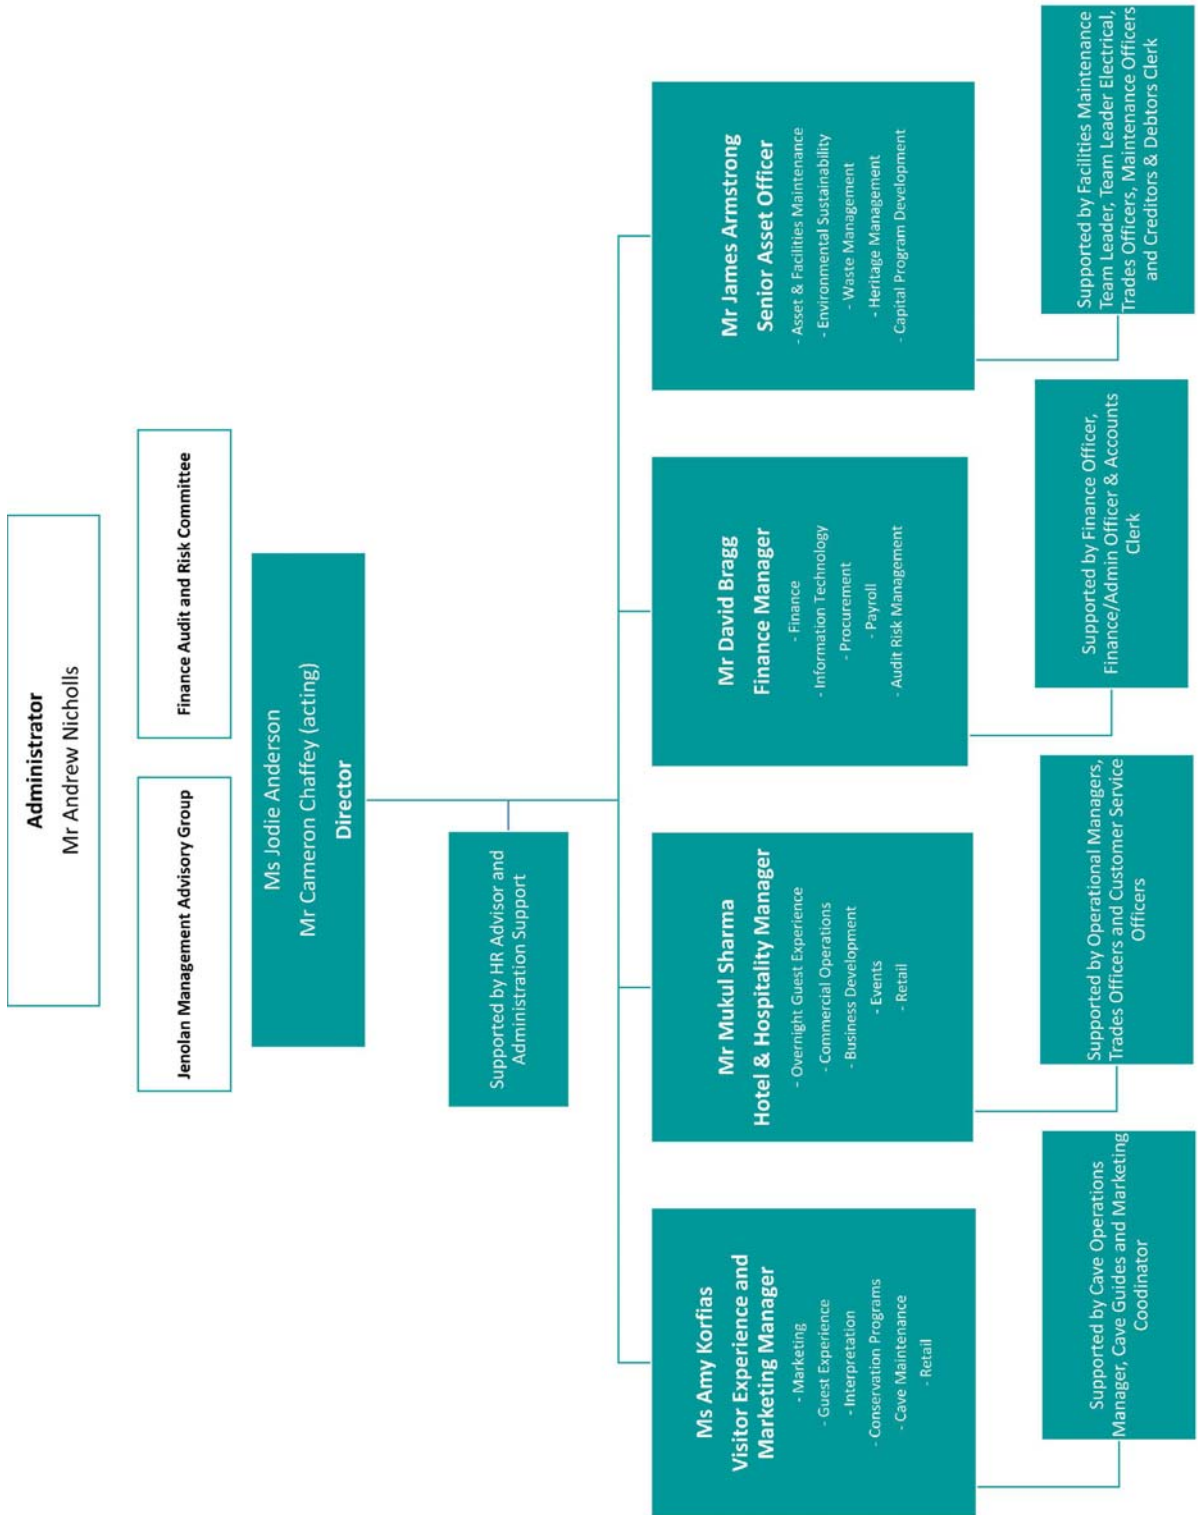 Administrator
Mr Andrew Nicholls
Jenolan Management Advisory Group
Finance Audit and Risk Committee
Ms Jodie Anderson
Mr Cameron Chaffey (acting)
Director
Supported by HR Advisor and
Administration Support
Ms Amy Korfias
Visitor Experience and
Marketing Manager
- Marketing
- Guest Experience
- Interpretation
- Conservation Programs
- Cave Maintenance
- Retail
Mr Mukul Sharma
Hotel & Hospitality Manager
- Overnight Guest Experience
- Commercial Operations
- Business Development
- Events
- Retail
Mr David Bragg
Finance Manager
- Finance
- Information Technology
- Procurement
- Payroll
- Audit Risk Management
Mr James Armstrong
Senior Asset Officer
- Asset & Facilities Maintenance
- Environmental Sustainability
- Waste Management
- Heritage Management
- Capital Program Development
Supported by Cave Operations
Manager, Cave Guides and Marketing
Coodinator
Supported by Operational Managers,
Trades Officers and Customer Service
Officers
Supported by Finance Officer,
Finance/Admin Officer & Accounts
Clerk
Supported by Facilities Maintenance
Team Leader, Team Leader Electrical,
Trades Officers, Maintenance Officers
and Creditors & Debtors Clerk